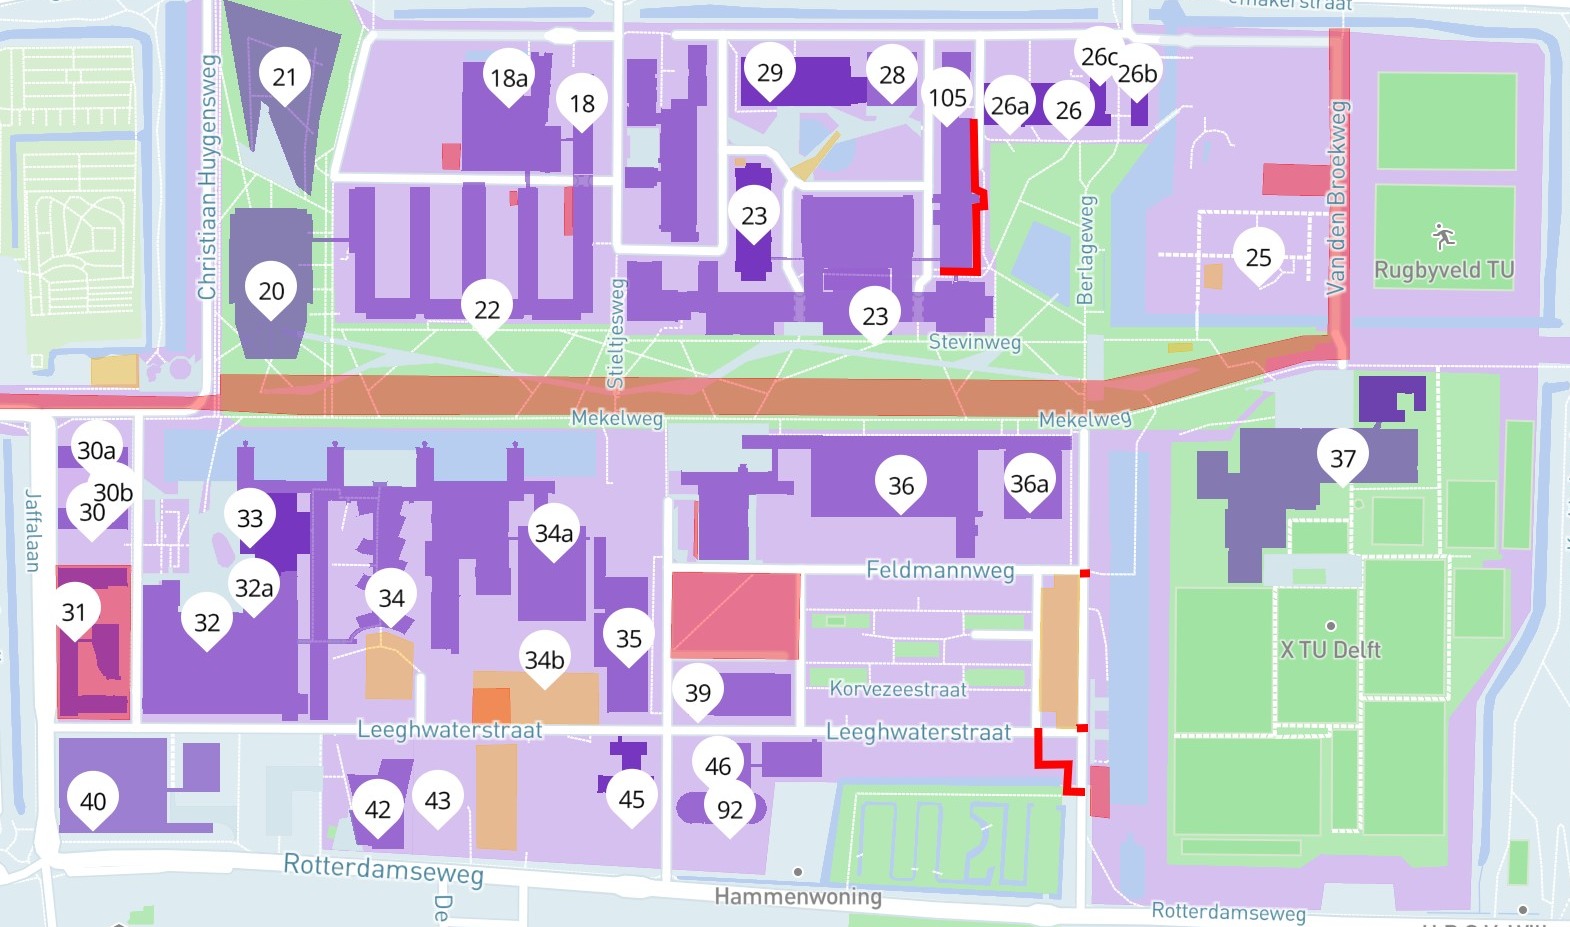 Christiaan Huygensweg
21
18a
18
29
28
105
26c
26b
26a
26
20
22
Stieltjesweg
23
23
Stevinweg
Berlageweg
25
Van den Broekweg
Rugbyveld TU
Mekelweg
Mekelweg
Jaffalaan
30a
30b
30
33
32a
32
31
34
34a
34b
35
36
36a
37
Feldmannweg
X TU Delft
39
Korvezeestraat
Leeghwaterstraat
Leeghwaterstraat
40
42
43
45
46
92
Rotterdamseweg
De
Hammenwoning
Rotterdamseweg